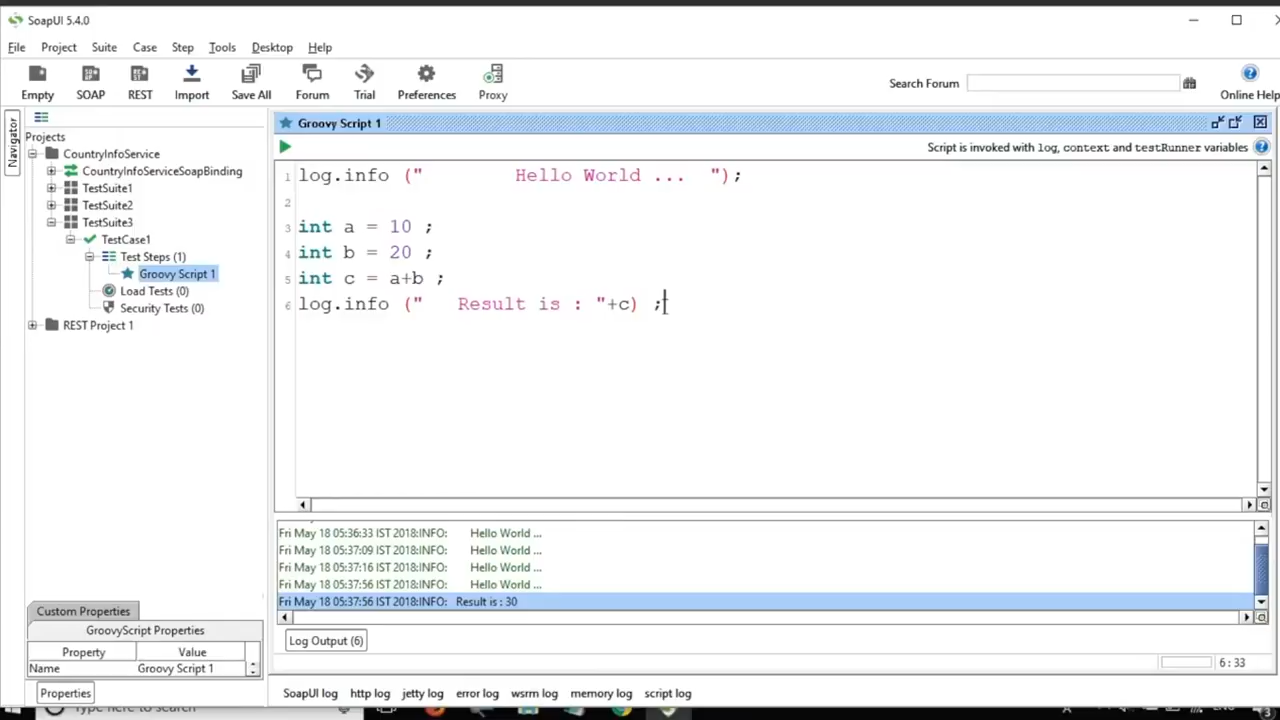 SoapUI 5.4.0
File Project Suite Case Step Tools Desktop Help
Empty SOAP REST Import Save All Forum Trial Preferences Proxy
Search Forum
Online Help
Navigator
Projects
CountryInfoService
CountryInfoServiceSoapBinding
TestSuite1
TestSuite2
TestSuite3
TestCase1
Test Steps (1)
Groovy Script 1
Load Tests (0)
Security Tests (0)
REST Project 1
Groovy Script 1
Script is invoked with log, context and testRunner variables
1 log.info ("        Hello World ...  ");
2
3 int a = 10 ;
4 int b = 20 ;
5 int c = a+b ;
6 log.info ("   Result is : "+c) ;
Fri May 18 05:36:33 IST 2018:INFO: Hello World ...
Fri May 18 05:37:09 IST 2018:INFO: Hello World ...
Fri May 18 05:37:16 IST 2018:INFO: Hello World ...
Fri May 18 05:37:56 IST 2018:INFO: Hello World ...
Fri May 18 05:37:56 IST 2018:INFO: Result is : 30
Log Output (6)
6 : 33
Custom Properties
GroovyScript Properties
Property Value
Name Groovy Script 1
Properties
SoapUI log http log jetty log error log wsrm log memory log script log
Type here to search